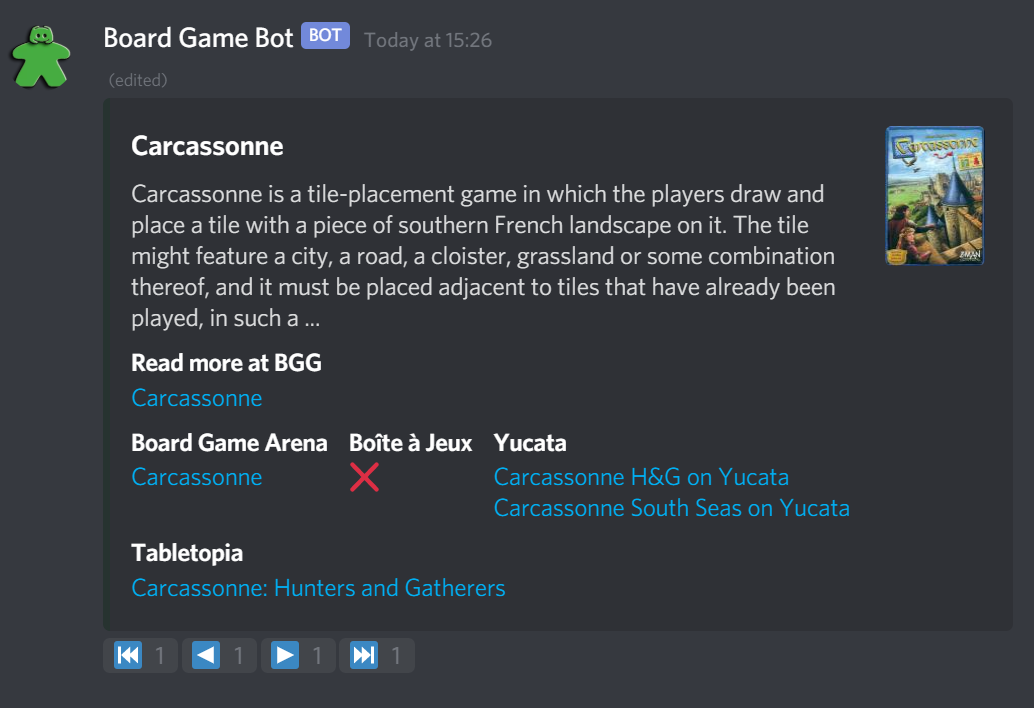 Board Game Bot BOT Today at 15:26
(edited)
Carcassonne
Carcassonne
Carcassonne is a tile-placement game in which the players draw and
place a tile with a piece of southern French landscape on it. The tile
might feature a city, a road, a cloister, grassland or some combination
thereof, and it must be placed adjacent to tiles that have already been
played, in such a ...
Z-MAN
Read more at BGG
Carcassonne
Board Game Arena Boîte à Jeux Yucata
Carcassonne ❌ Carcassonne H&G on Yucata
Carcassonne South Seas on Yucata
Tabletopia
Carcassonne: Hunters and Gatherers
⏮ 1 ◀ 1 ▶ 1 ⏭ 1